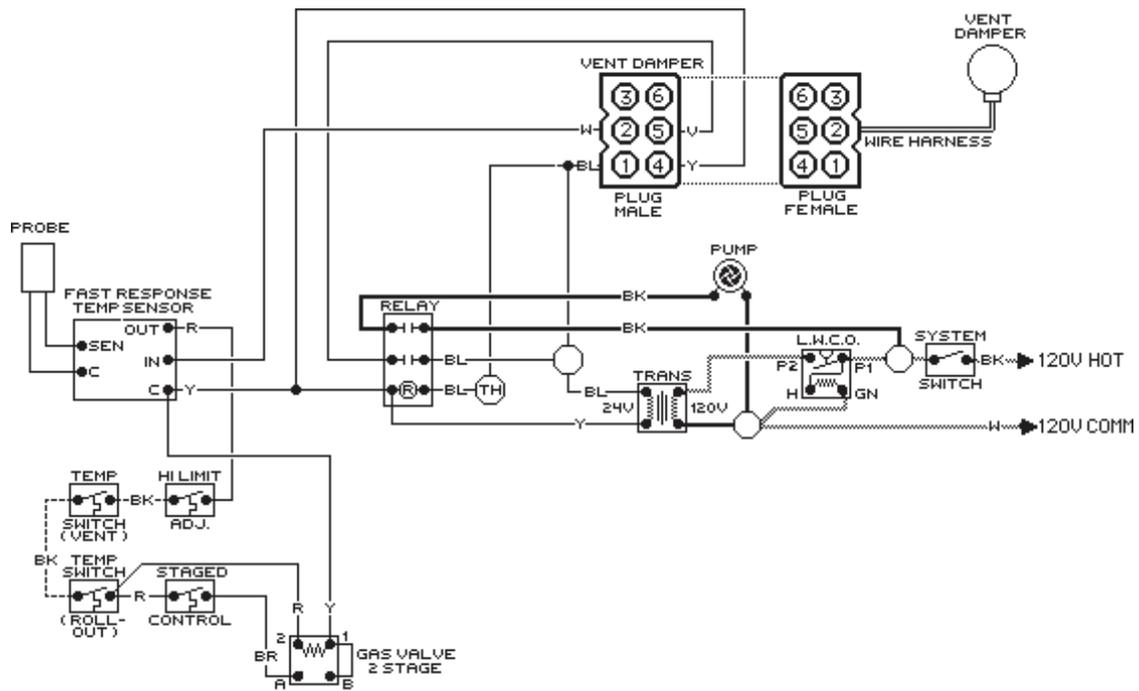 VENT
DAMPER
VENT DAMPER
3 6
6 3
W
2 5
V
5 2
WIRE HARNESS
BL
1 4
Y
4 1
PLUG
MALE
PLUG
FEMALE
PROBE
PUMP
FAST RESPONSE
TEMP SENSOR
RELAY
BK
OUT
R
BK
L.W.C.O.
SYSTEM
SEN
IN
BL
P2
P1
BK
120V HOT
SWITCH
C
TRANS
C
Y
R
BL
TH
BL
24V
120V
H
GN
Y
W
120V COMM
TEMP
HI LIMIT
BK
SWITCH
(VENT)
ADJ.
BK
TEMP
SWITCH
STAGED
R
(ROLL-
OUT)
CONTROL
R
Y
2
1
BR
GAS VALVE
2 STAGE
A
B